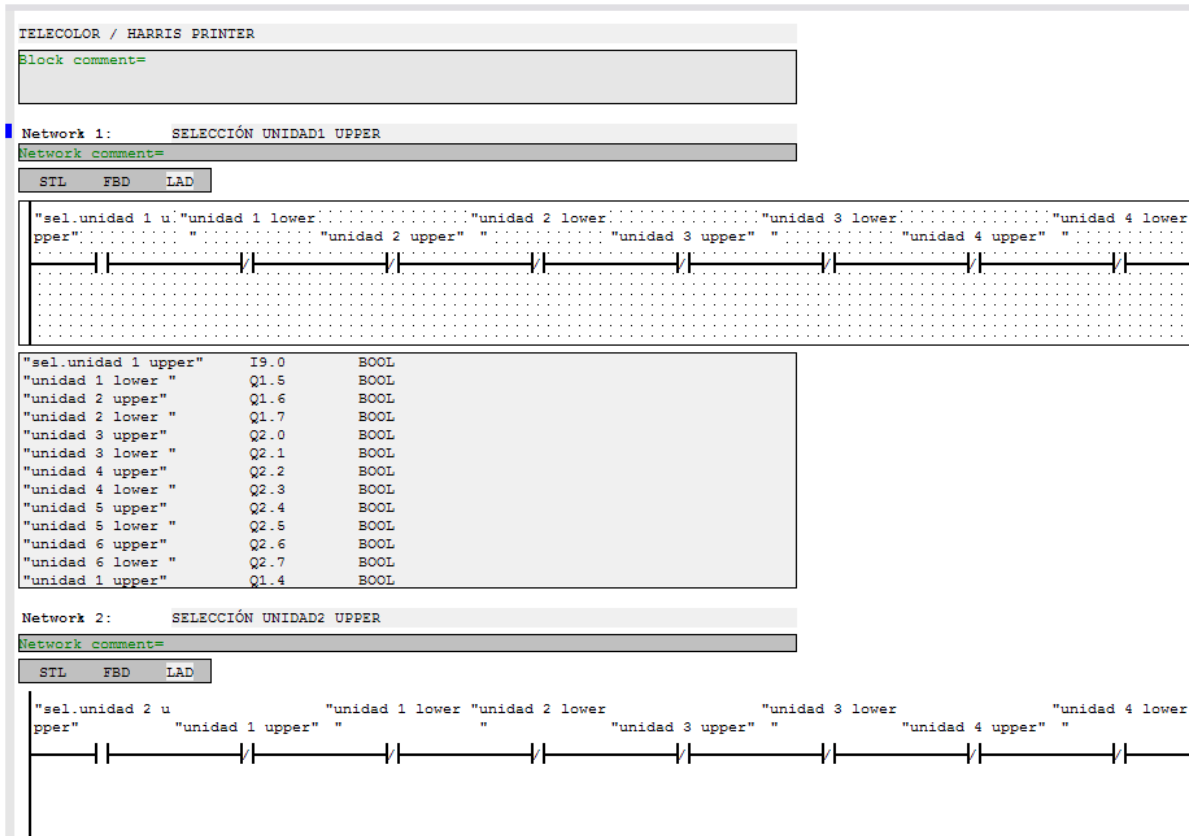 TELECOLOR / HARRIS PRINTER
Block comment=
Network 1: SELECCIÓN UNIDAD1 UPPER
Network comment=
STL FBD LAD
"sel.unidad 1 u "unidad 1 lower "unidad 2 lower "unidad 3 lower "unidad 4 lower
pper" " "unidad 2 upper" " "unidad 3 upper" " "unidad 4 upper" "
"sel.unidad 1 upper" I9.0 BOOL
"unidad 1 lower " Q1.5 BOOL
"unidad 2 upper" Q1.6 BOOL
"unidad 2 lower " Q1.7 BOOL
"unidad 3 upper" Q2.0 BOOL
"unidad 3 lower " Q2.1 BOOL
"unidad 4 upper" Q2.2 BOOL
"unidad 4 lower " Q2.3 BOOL
"unidad 5 upper" Q2.4 BOOL
"unidad 5 lower " Q2.5 BOOL
"unidad 6 upper" Q2.6 BOOL
"unidad 6 lower " Q2.7 BOOL
"unidad 1 upper" Q1.4 BOOL
Network 2: SELECCIÓN UNIDAD2 UPPER
Network comment=
STL FBD LAD
"sel.unidad 2 u "unidad 1 lower "unidad 2 lower "unidad 3 lower "unidad 4 lower
pper" "unidad 1 upper" " " "unidad 3 upper" " "unidad 4 upper" "